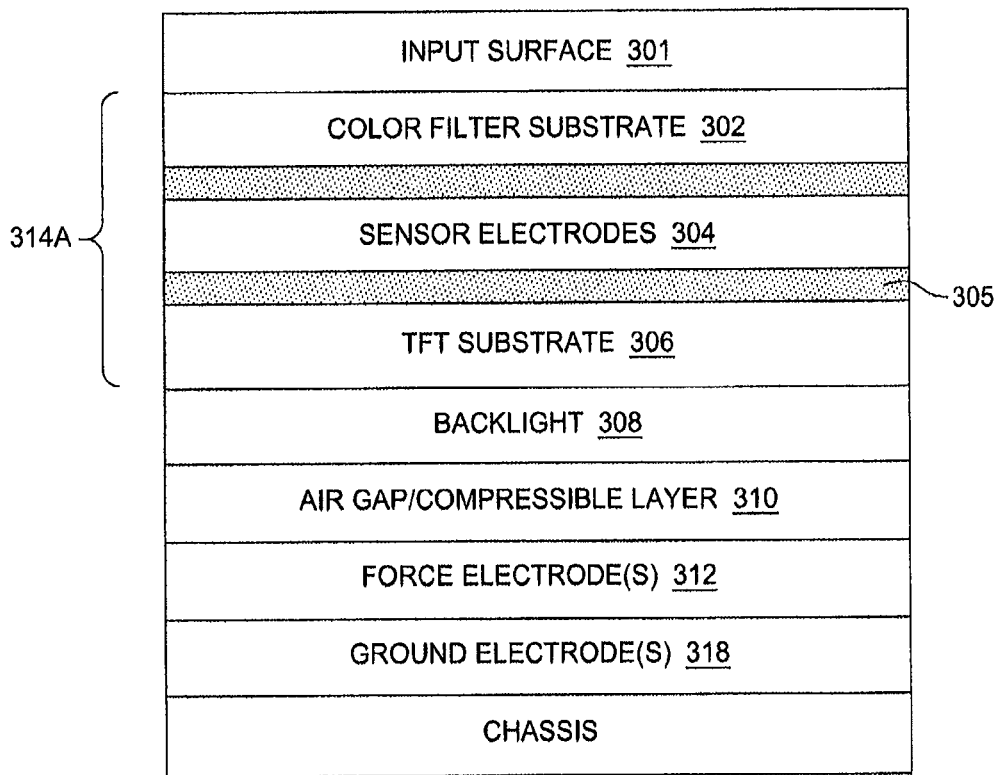 INPUT SURFACE 301
COLOR FILTER SUBSTRATE 302
314A
SENSOR ELECTRODES 304
305
TFT SUBSTRATE 306
BACKLIGHT 308
AIR GAP/COMPRESSIBLE LAYER 310
FORCE ELECTRODE(S) 312
GROUND ELECTRODE(S) 318
CHASSIS